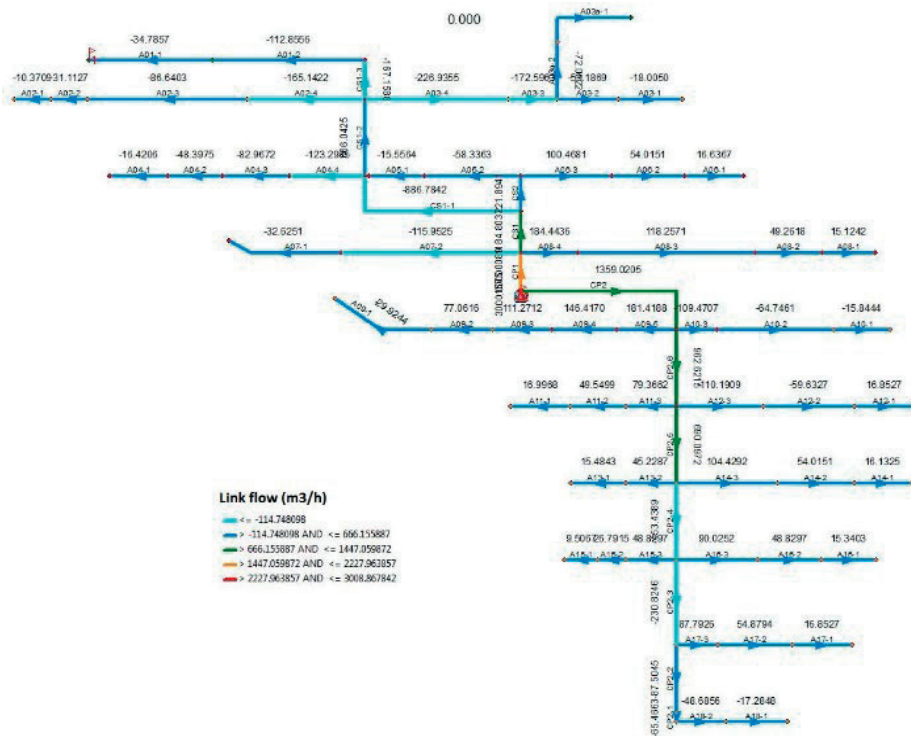 0.000
A03a-1
-34.7857 -112.8556
A01-1 A01-2
-10.3709 31.1127 -86.6403 -165.1422 -226.9355 -18.0050
A02-1 A02-2 A02-3 A02-4 A03-4 A03-3 A03-2 A03-1
CS1-3
CS1-2
-16.4206 -48.3975 -82.9672 -15.5564 -58.3363 100.4681 54.0151 16.6367
A04-1 A04-2 A04-3 A04-4 A05-1 A06-2 A06-3 A06-2 A06-1
CS2
-886.7842
CS1-1
CS1
-32.6251 -115.9525 184.4436 118.2571 49.2618 15.1242
A07-1 A07-2 A08-4 A08-3 A08-2 A08-1
CP1
1359.0205
CP2
29.9244 77.0616 111.2712 146.4170 181.4188 -109.4707 -64.7461 -15.8444
A09-1 A09-2 A09-3 A09-4 A09-5 A10-3 A10-2 A10-1
CP2-6
16.9968 49.5499 79.3662 -110.1909 -59.6327 16.8527
A11-1 A11-2 A11-3 A12-3 A12-2 A12-1
CP2-5
15.4843 45.2287 104.4292 54.0151 16.1325
A13-1 A13-2 A14-3 A14-2 A14-1
CP2-4
90.0252 48.8297 15.3403
A15-1 A15-2 A15-3 A16-3 A16-2 A16-1
-230.8246
CP2-3
87.7925 54.8794 16.8527
A17-3 A17-2 A17-1
-65.4663 -87.5045
CP2-1 CP2-2
-48.6856 -17.2848
A18-2 A18-1
Link flow (m3/h)
<= -114.748098
> -114.748098 AND <= 666.155887
> 666.155887 AND <= 1447.059872
> 1447.059872 AND <= 2227.963857
> 2227.963857 AND <= 3008.867842